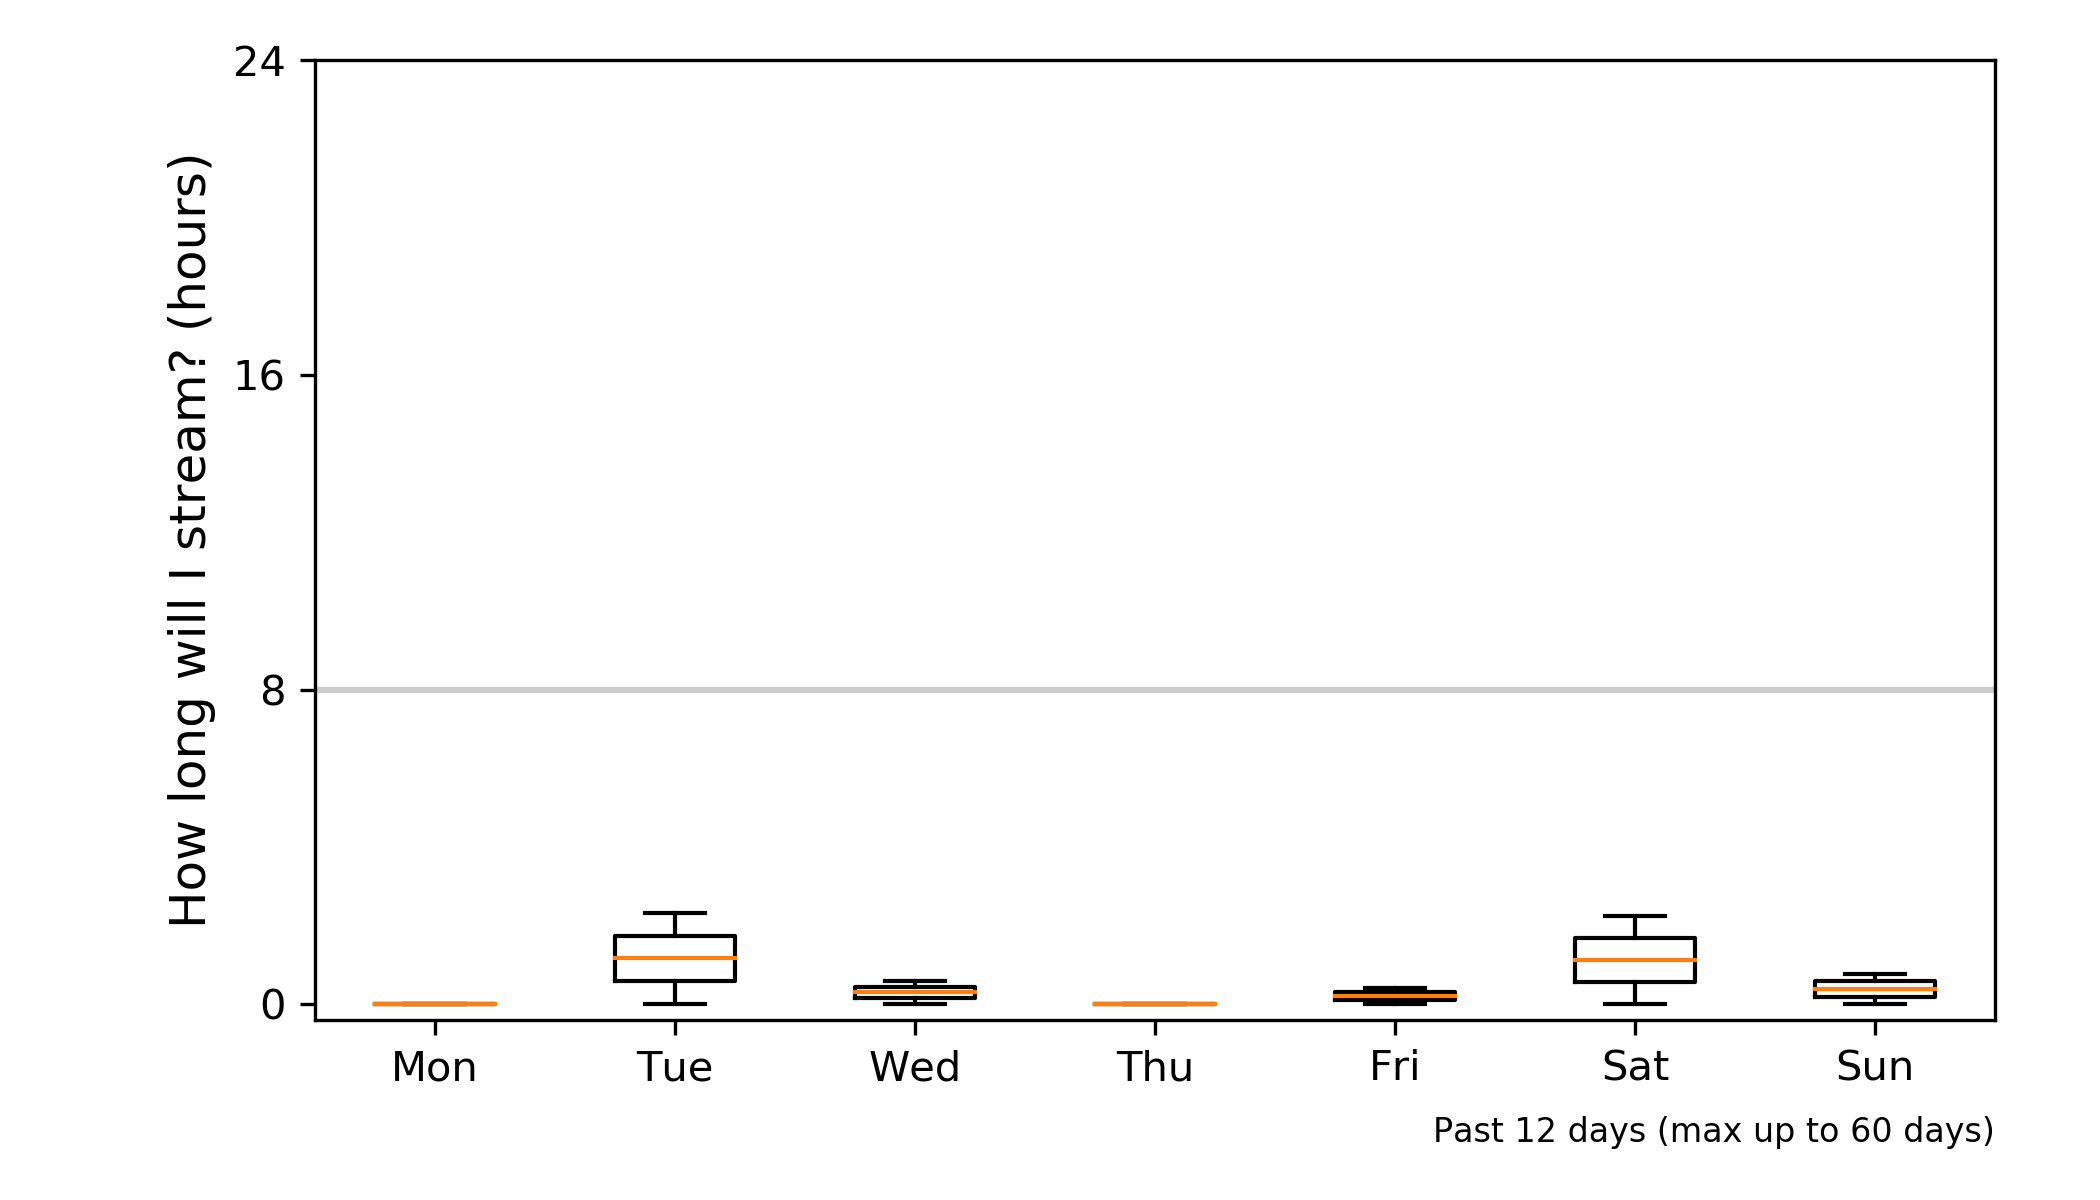 How long will I stream? (hours)
24
16
8
0
Mon Tue Wed Thu Fri Sat Sun
Past 12 days (max up to 60 days)